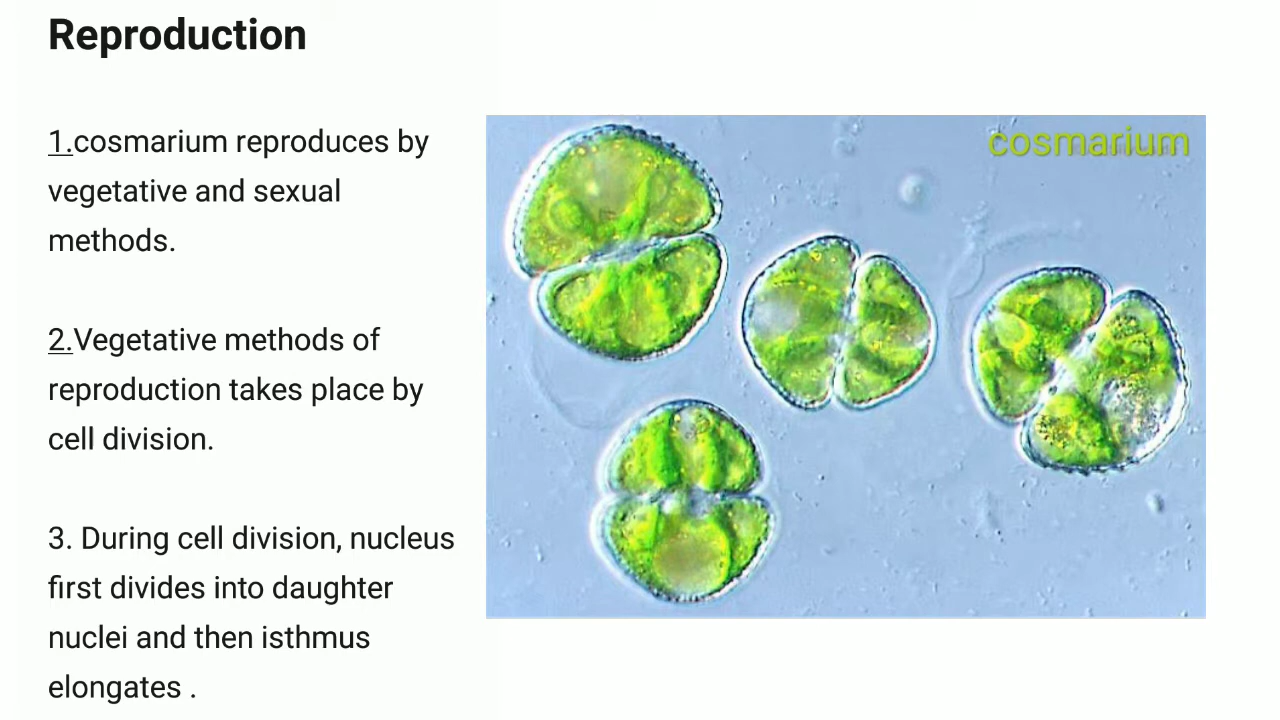 Reproduction
1.cosmarium reproduces by
vegetative and sexual
methods.
2.Vegetative methods of
reproduction takes place by
cell division.
3. During cell division, nucleus
first divides into daughter
nuclei and then isthmus
elongates .
cosmarium